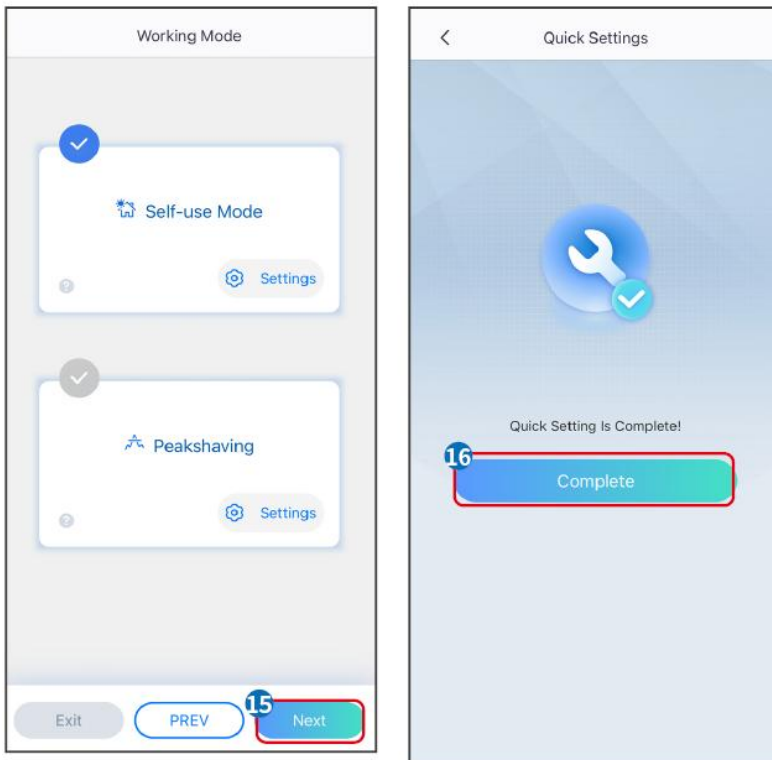 Working Mode
Self-use Mode
? Settings
Peakshaving
? Settings
Exit PREV 15 Next
Quick Settings
Quick Setting Is Complete!
16
Complete